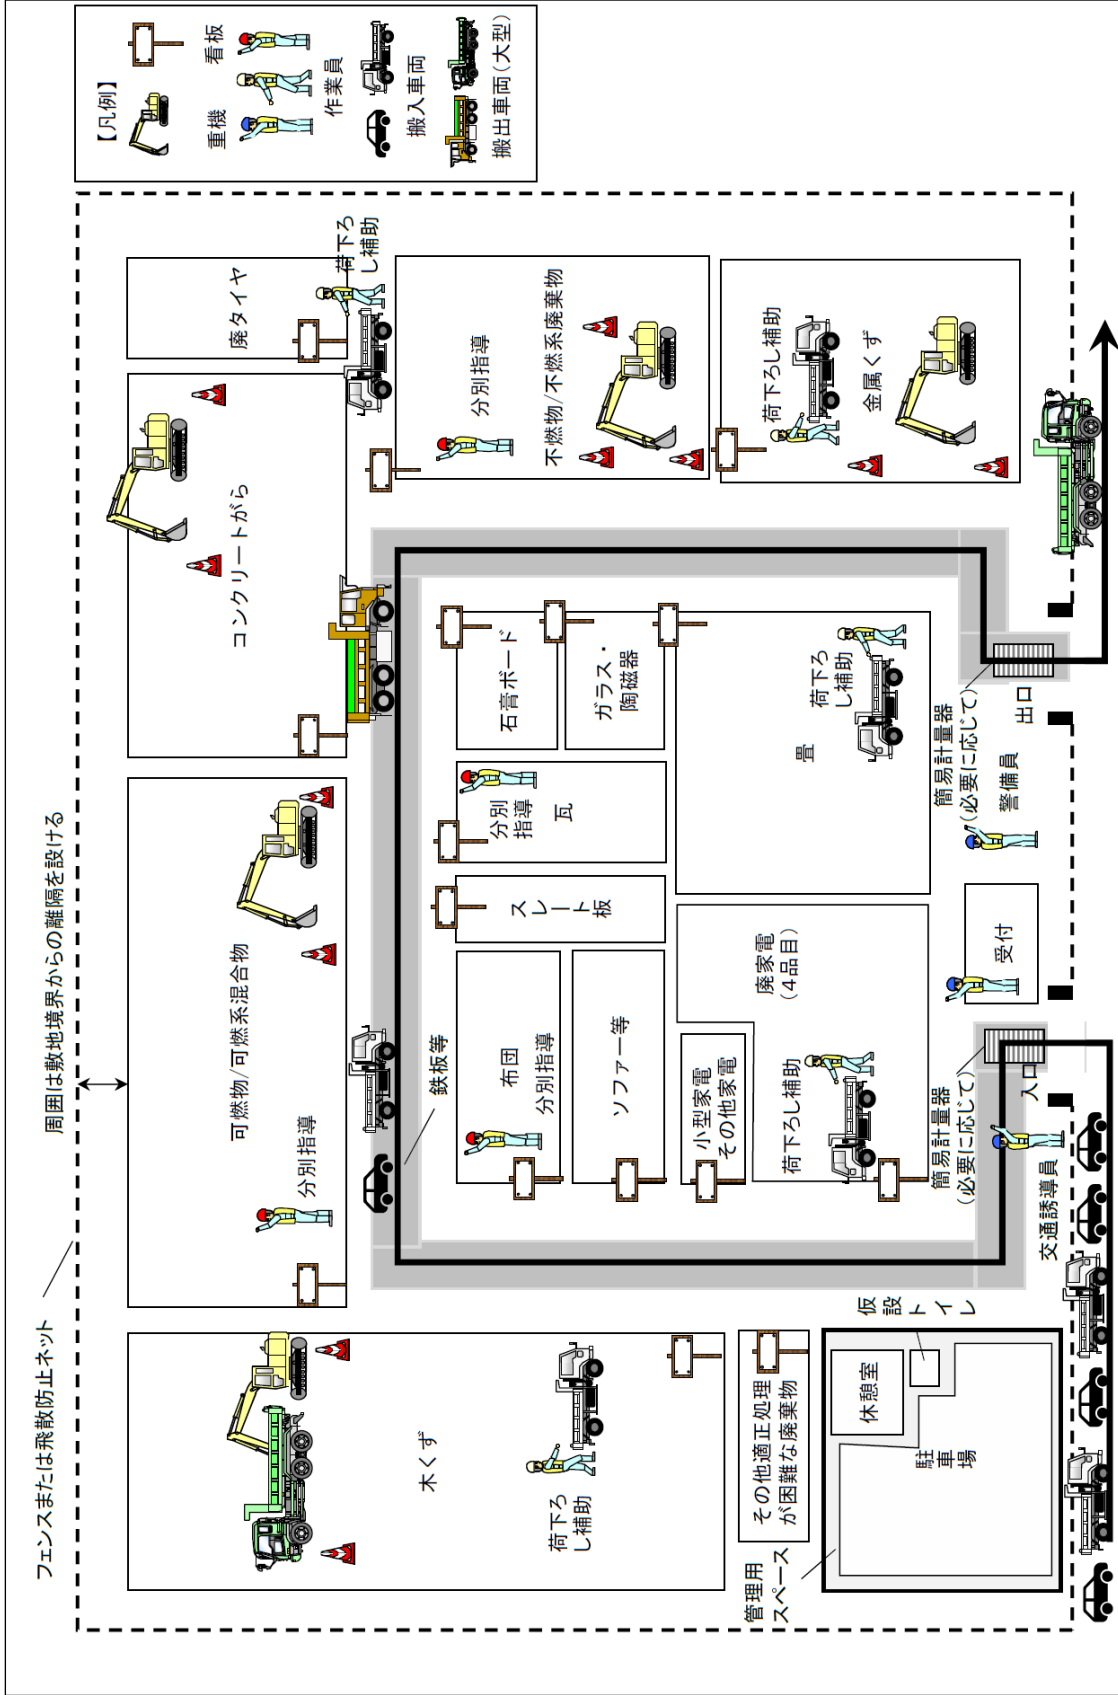 【凡例】
重機
看板
作業員
搬入車両
搬出車両(大型)
フェンスまたは飛散防止ネット
周囲は敷地境界からの離隔を設ける
木くず
荷下ろ
し補助
可燃物/可燃系混合物
分別指導
コンクリートがら
廃タイヤ
荷下ろ
し補助
鉄板等
布団
分別指導
ソファー等
スレート板
分別
指導
瓦
石膏ボード
ガラス・
陶磁器
分別指導
不燃物/不燃系廃棄物
小型家電
その他家電
廃家電
(4品目)
荷下ろし補助
畳
荷下ろ
し補助
荷下ろし補助
金属くず
その他適正処理
が困難な廃棄物
管理用
スペース
仮設トイレ
休憩室
駐車場
簡易計量器
(必要に応じて)
入口
交通誘導員
受付
警備員
簡易計量器
(必要に応じて)
出口